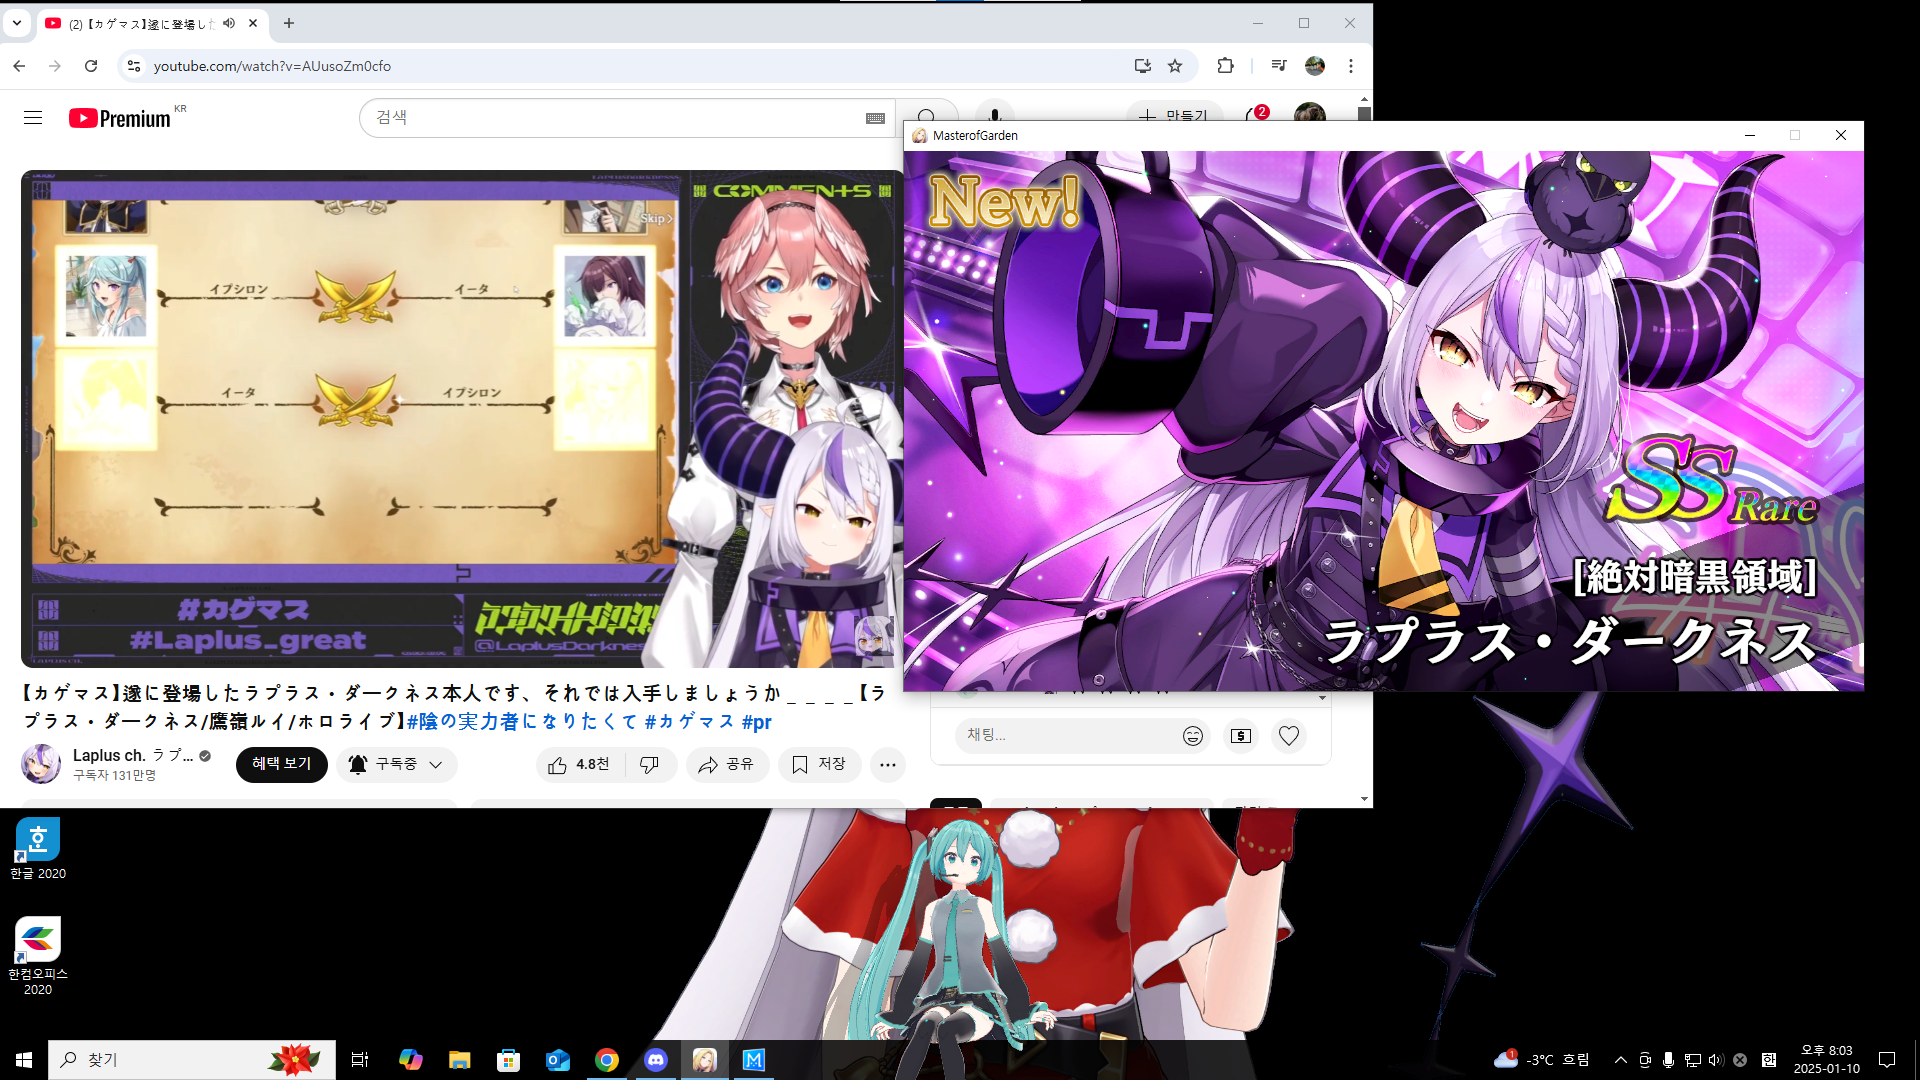 (2)【カゲマス】遂に登場した
youtube.com/watch?v=AUusoZm0cfo
Premium KR
검색
만들기
2
MasterofGarden
New!
COMMENTS
Skip
イプシロン
イータ
イータ
イプシロン
SS Rare
[絶対暗黒領域]
ラプラス・ダークネス
#カゲマス
#Laplus_great
@LaplusDarknes
【カゲマス】遂に登場したラプラス・ダークネス本人です、それでは入手しましょうか＿＿＿＿【ラ
プラス・ダークネス/鷹嶺ルイ/ホロライブ】#陰の実力者になりたくて #カゲマス #pr
Laplus ch. ラプ...
구독자 131만명
혜택 보기
구독중
4.8천
공유
저장
채팅...
한글 2020
한컴오피스
2020
찾기
1
-3°C 흐림
한
오후 8:03
2025-01-10